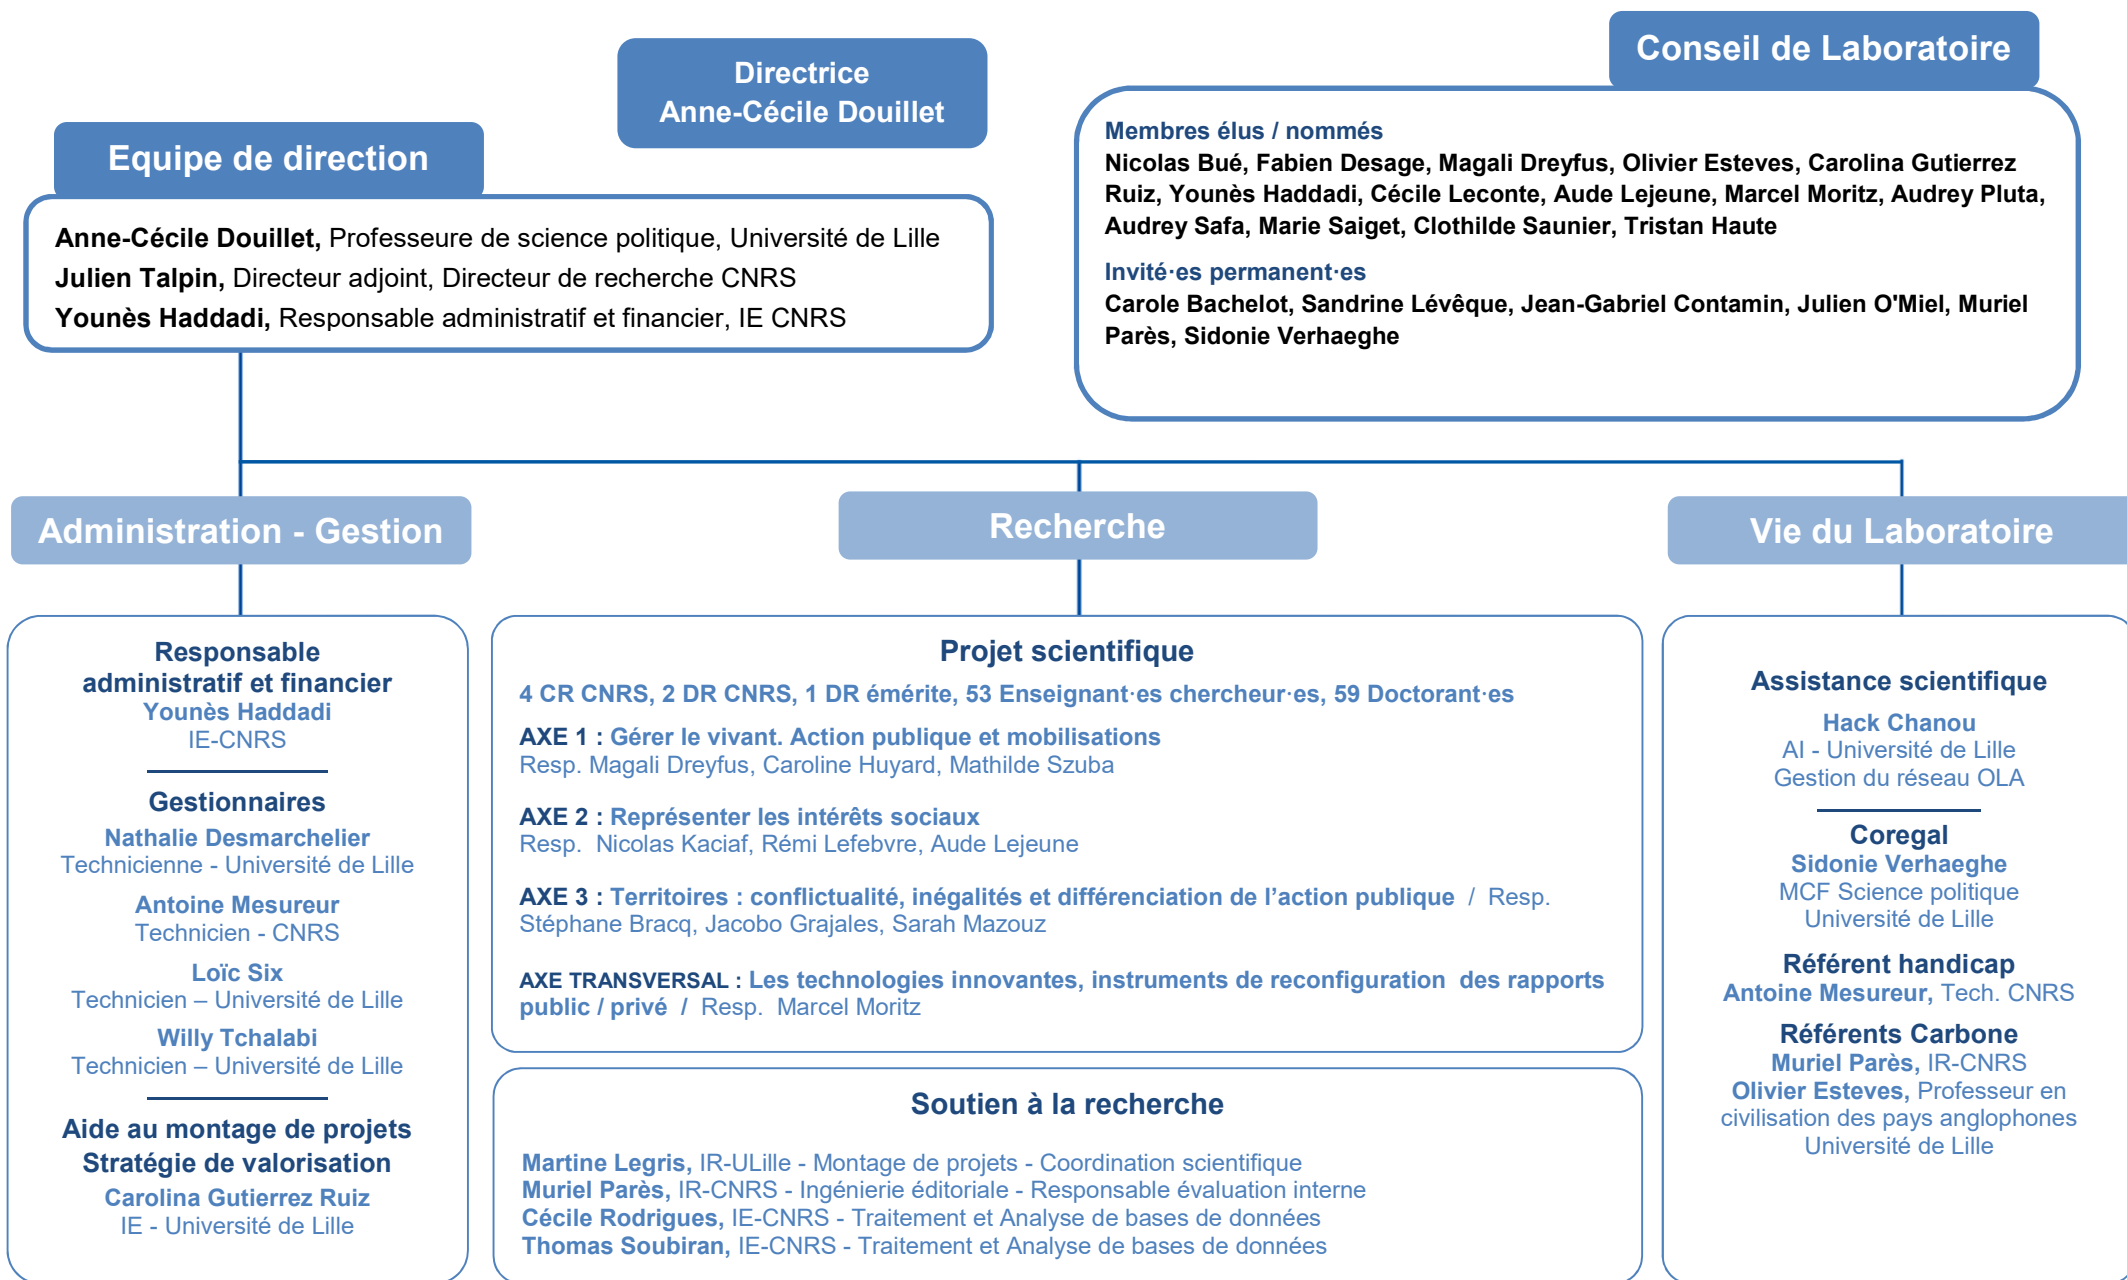 Directrice
Anne-Cécile Douillet
Conseil de Laboratoire
Membres élus / nommés
Nicolas Bué, Fabien Desage, Magali Dreyfus, Olivier Esteves, Carolina Gutierrez
Ruiz, Younès Haddadi, Cécile Leconte, Aude Lejeune, Marcel Moritz, Audrey Pluta,
Audrey Safa, Marie Saiget, Clothilde Saunier, Tristan Haute
Invité·es permanent·es
Carole Bachelot, Sandrine Lévêque, Jean-Gabriel Contamin, Julien O'Miel, Muriel
Parès, Sidonie Verhaeghe
Equipe de direction
Anne-Cécile Douillet, Professeure de science politique, Université de Lille
Julien Talpin, Directeur adjoint, Directeur de recherche CNRS
Younès Haddadi, Responsable administratif et financier, IE CNRS
Administration - Gestion
Responsable
administratif et financier
Younès Haddadi
IE-CNRS
Gestionnaires
Nathalie Desmarchelier
Technicienne - Université de Lille
Antoine Mesureur
Technicien - CNRS
Loïc Six
Technicien – Université de Lille
Willy Tchalabi
Technicien – Université de Lille
Aide au montage de projets
Stratégie de valorisation
Carolina Gutierrez Ruiz
IE - Université de Lille
Recherche
Projet scientifique
4 CR CNRS, 2 DR CNRS, 1 DR émérite, 53 Enseignant·es chercheur·es, 59 Doctorant·es
AXE 1 : Gérer le vivant. Action publique et mobilisations
Resp. Magali Dreyfus, Caroline Huyard, Mathilde Szuba
AXE 2 : Représenter les intérêts sociaux
Resp. Nicolas Kaciaf, Rémi Lefebvre, Aude Lejeune
AXE 3 : Territoires : conflictualité, inégalités et différenciation de l’action publique / Resp.
Stéphane Bracq, Jacobo Grajales, Sarah Mazouz
AXE TRANSVERSAL : Les technologies innovantes, instruments de reconfiguration des rapports
public / privé / Resp. Marcel Moritz
Soutien à la recherche
Martine Legris, IR-ULille - Montage de projets - Coordination scientifique
Muriel Parès, IR-CNRS - Ingénierie éditoriale - Responsable évaluation interne
Cécile Rodrigues, IE-CNRS - Traitement et Analyse de bases de données
Thomas Soubiran, IE-CNRS - Traitement et Analyse de bases de données
Vie du Laboratoire
Assistance scientifique
Hack Chanou
AI - Université de Lille
Gestion du réseau OLA
Coregal
Sidonie Verhaeghe
MCF Science politique
Université de Lille
Référent handicap
Antoine Mesureur, Tech. CNRS
Référents Carbone
Muriel Parès, IR-CNRS
Olivier Esteves, Professeur en
civilisation des pays anglophones
Université de Lille